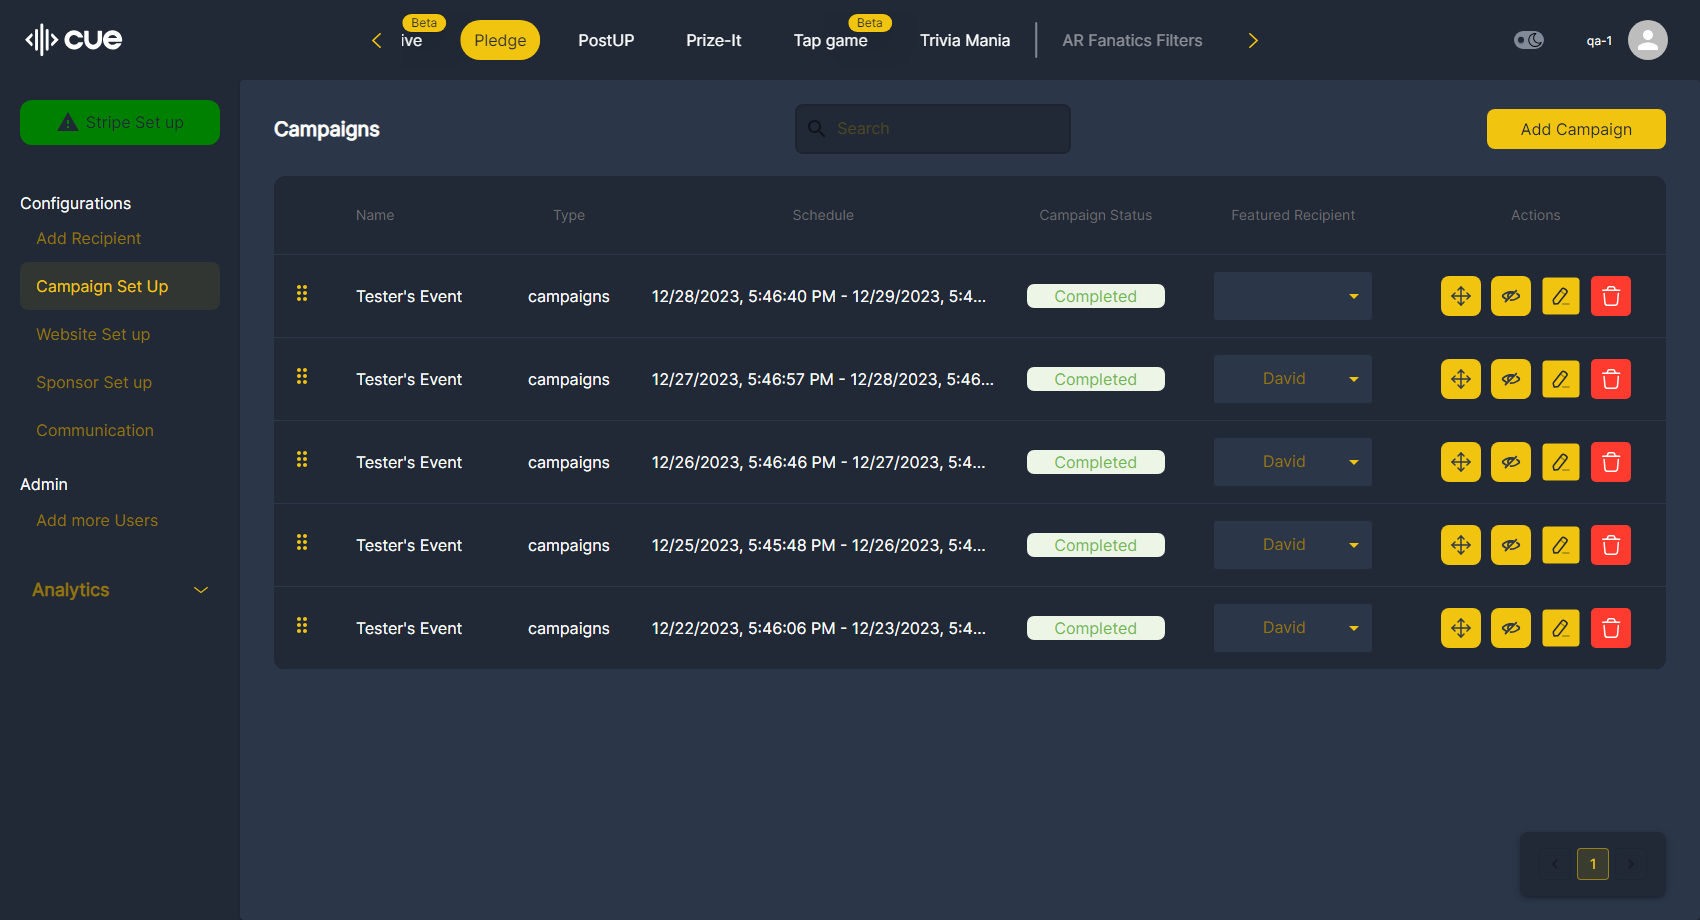 cue
ive
Beta
Pledge
PostUP
Prize-It
Tap game
Beta
Trivia Mania
AR Fanatics Filters
qa-1
Stripe Set up
Configurations
Add Recipient
Campaign Set Up
Website Set up
Sponsor Set up
Communication
Admin
Add more Users
Analytics
Campaigns
Search
Add Campaign
Name Type Schedule Campaign Status Featured Recipient Actions
Tester's Event campaigns 12/28/2023, 5:46:40 PM - 12/29/2023, 5:4... Completed
Tester's Event campaigns 12/27/2023, 5:46:57 PM - 12/28/2023, 5:46... Completed David
Tester's Event campaigns 12/26/2023, 5:46:46 PM - 12/27/2023, 5:4... Completed David
Tester's Event campaigns 12/25/2023, 5:45:48 PM - 12/26/2023, 5:4... Completed David
Tester's Event campaigns 12/22/2023, 5:46:06 PM - 12/23/2023, 5:4... Completed David
1